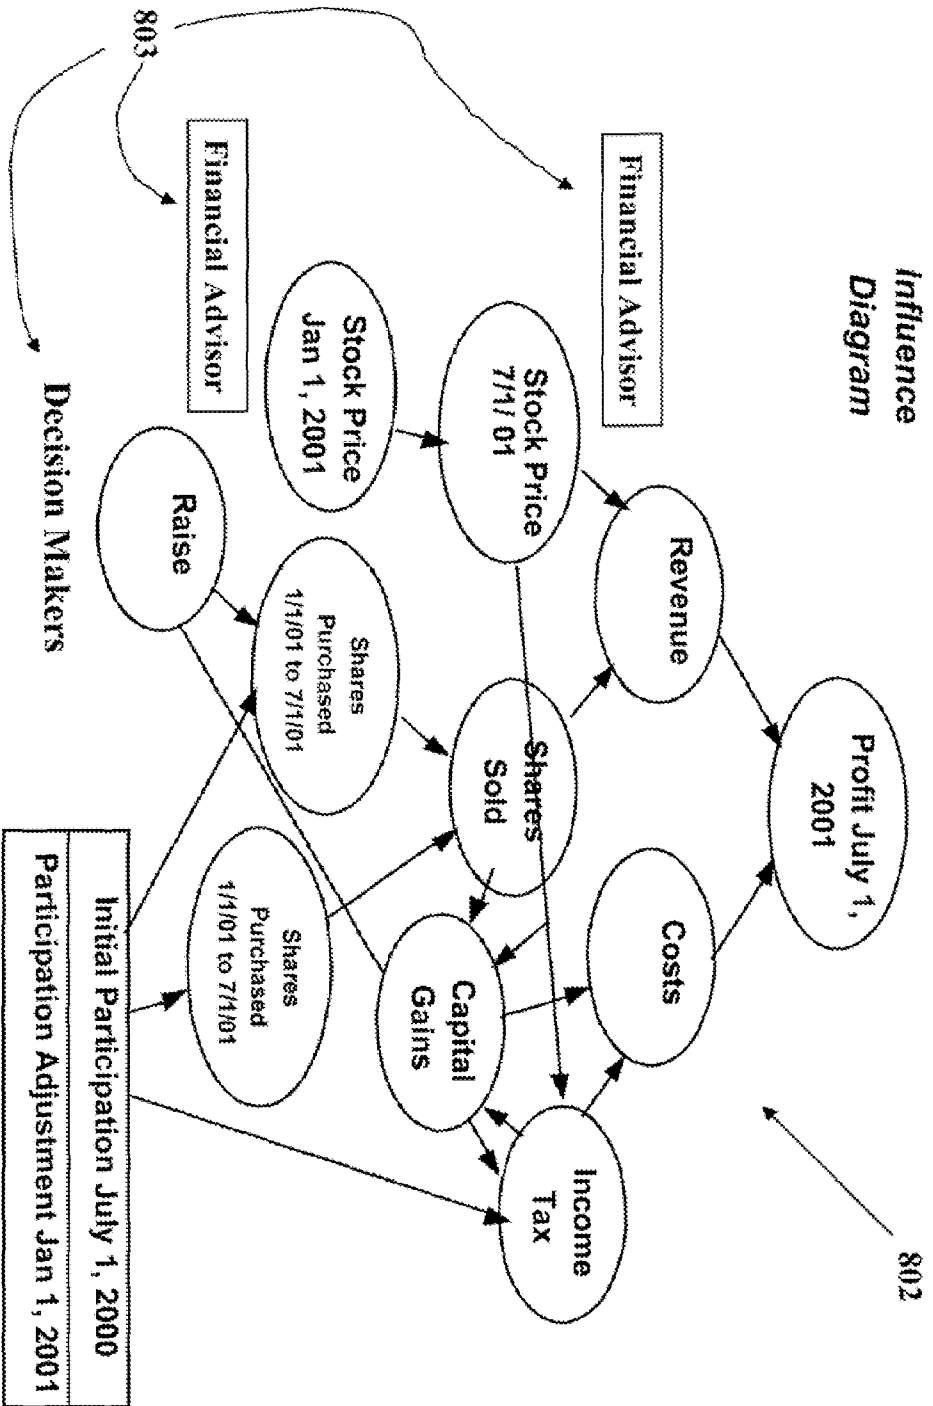 Influence
Diagram
802
Profit July 1,
2001
Financial Advisor
Revenue
Costs
Stock Price
7/1/ 01
Shares
Sold
Income
Tax
Capital
Gains
Stock Price
Jan 1, 2001
Shares
Purchased
1/1/01 to 7/1/01
Financial Advisor
Shares
Purchased
1/1/01 to 7/1/01
Raise
803
Decision Makers
Initial Participation July 1, 2000
Participation Adjustment Jan 1, 2001